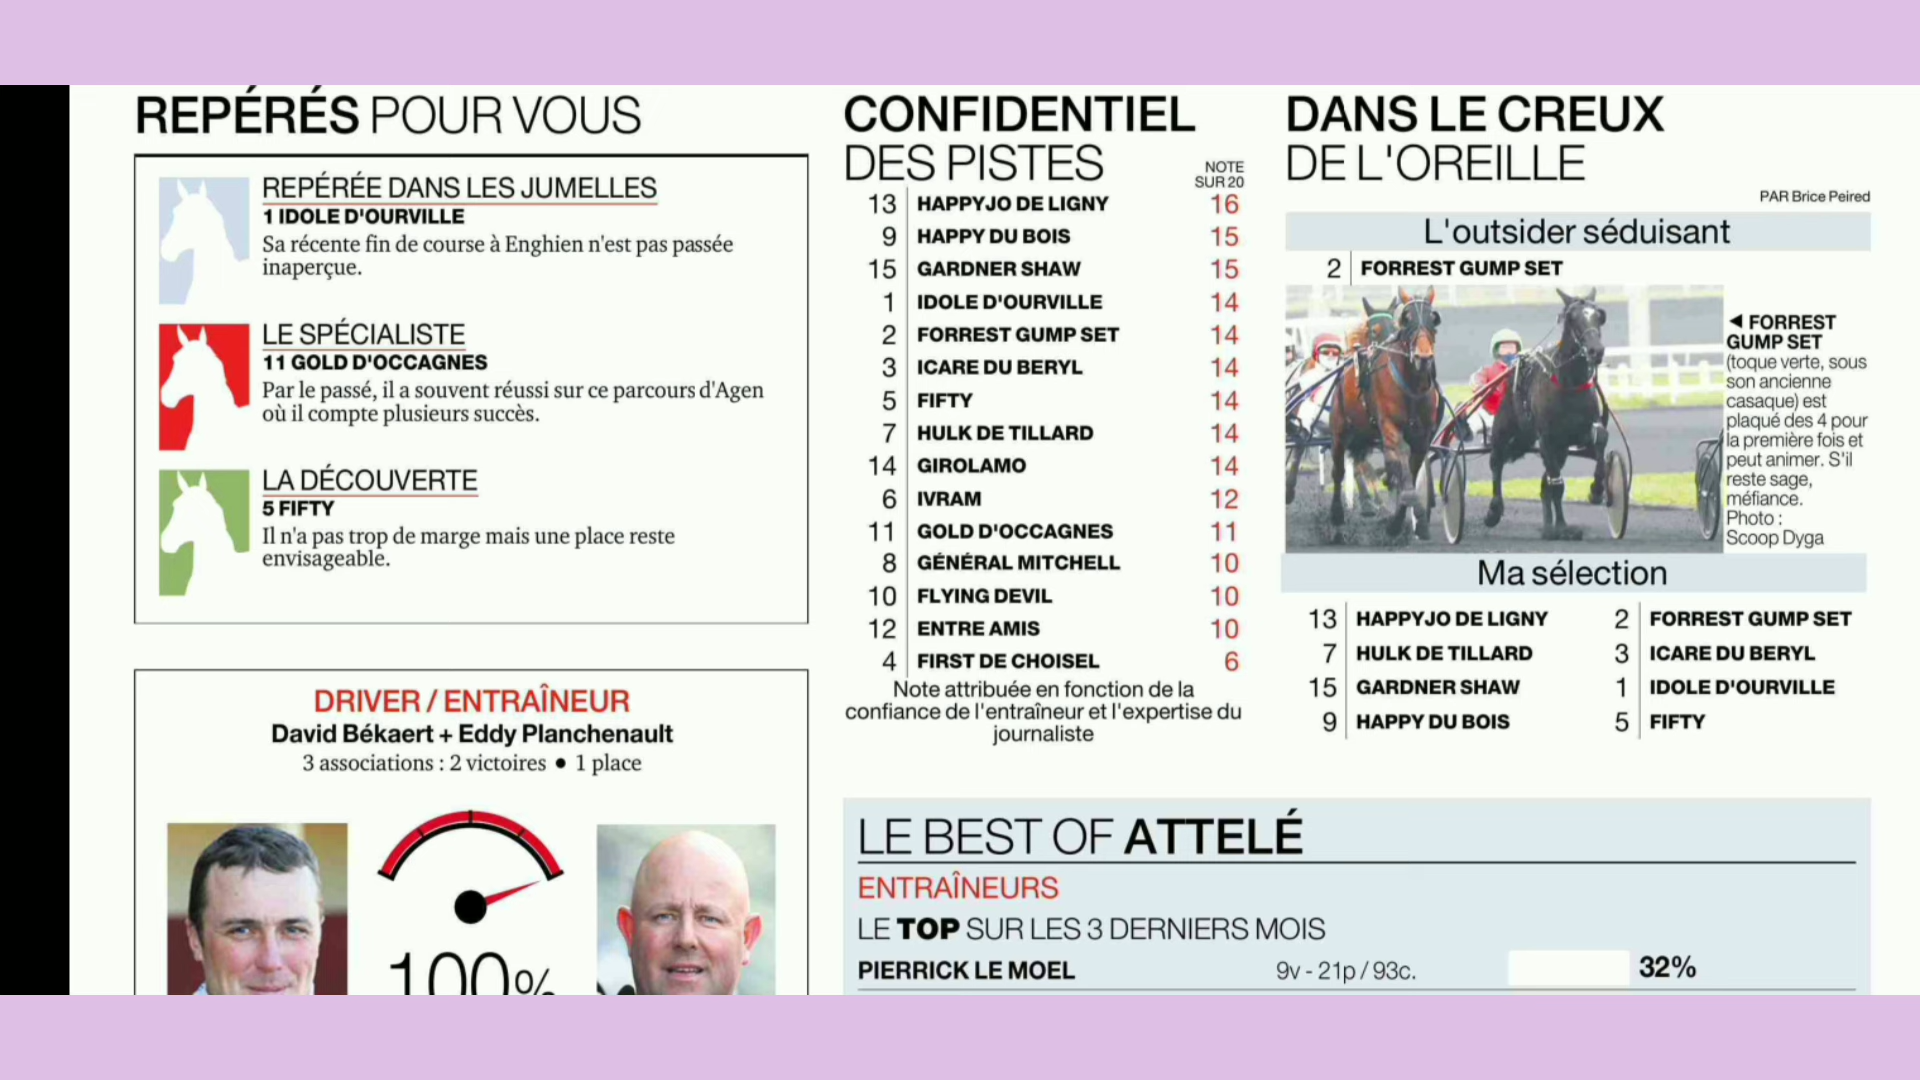 REPÉRÉS POUR VOUS
REPÉRÉE DANS LES JUMELLES
1 IDOLE D'OURVILLE
Sa récente fin de course à Enghien n'est pas passée
inaperçue.
LE SPÉCIALISTE
11 GOLD D'OCCAGNES
Par le passé, il a souvent réussi sur ce parcours d'Agen
où il compte plusieurs succès.
LA DÉCOUVERTE
5 FIFTY
Il n'a pas trop de marge mais une place reste
envisageable.
DRIVER / ENTRAÎNEUR
David Békaert + Eddy Planchenault
3 associations : 2 victoires ● 1 place
100%
CONFIDENTIEL
DES PISTES
NOTE
SUR 20
13 HAPPYJO DE LIGNY 16
9 HAPPY DU BOIS 15
15 GARDNER SHAW 15
1 IDOLE D'OURVILLE 14
2 FORREST GUMP SET 14
3 ICARE DU BERYL 14
5 FIFTY 14
7 HULK DE TILLARD 14
14 GIROLAMO 14
6 IVRAM 12
11 GOLD D'OCCAGNES 11
8 GÉNÉRAL MITCHELL 10
10 FLYING DEVIL 10
12 ENTRE AMIS 10
4 FIRST DE CHOISEL 6
Note attribuée en fonction de la
confiance de l'entraîneur et l'expertise du
journaliste
DANS LE CREUX
DE L'OREILLE
PAR Brice Peired
L'outsider séduisant
2 FORREST GUMP SET
◄ FORREST
GUMP SET
(toque verte, sous
son ancienne
casaque) est
plaqué des 4 pour
la première fois et
peut animer. S'il
reste sage,
méfiance.
Photo :
Scoop Dyga
Ma sélection
13 HAPPYJO DE LIGNY
7 HULK DE TILLARD
15 GARDNER SHAW
9 HAPPY DU BOIS
2 FORREST GUMP SET
3 ICARE DU BERYL
1 IDOLE D'OURVILLE
5 FIFTY
LE BEST OF ATTELÉ
ENTRAÎNEURS
LE TOP SUR LES 3 DERNIERS MOIS
PIERRICK LE MOEL 9v - 21p / 93c. 32%